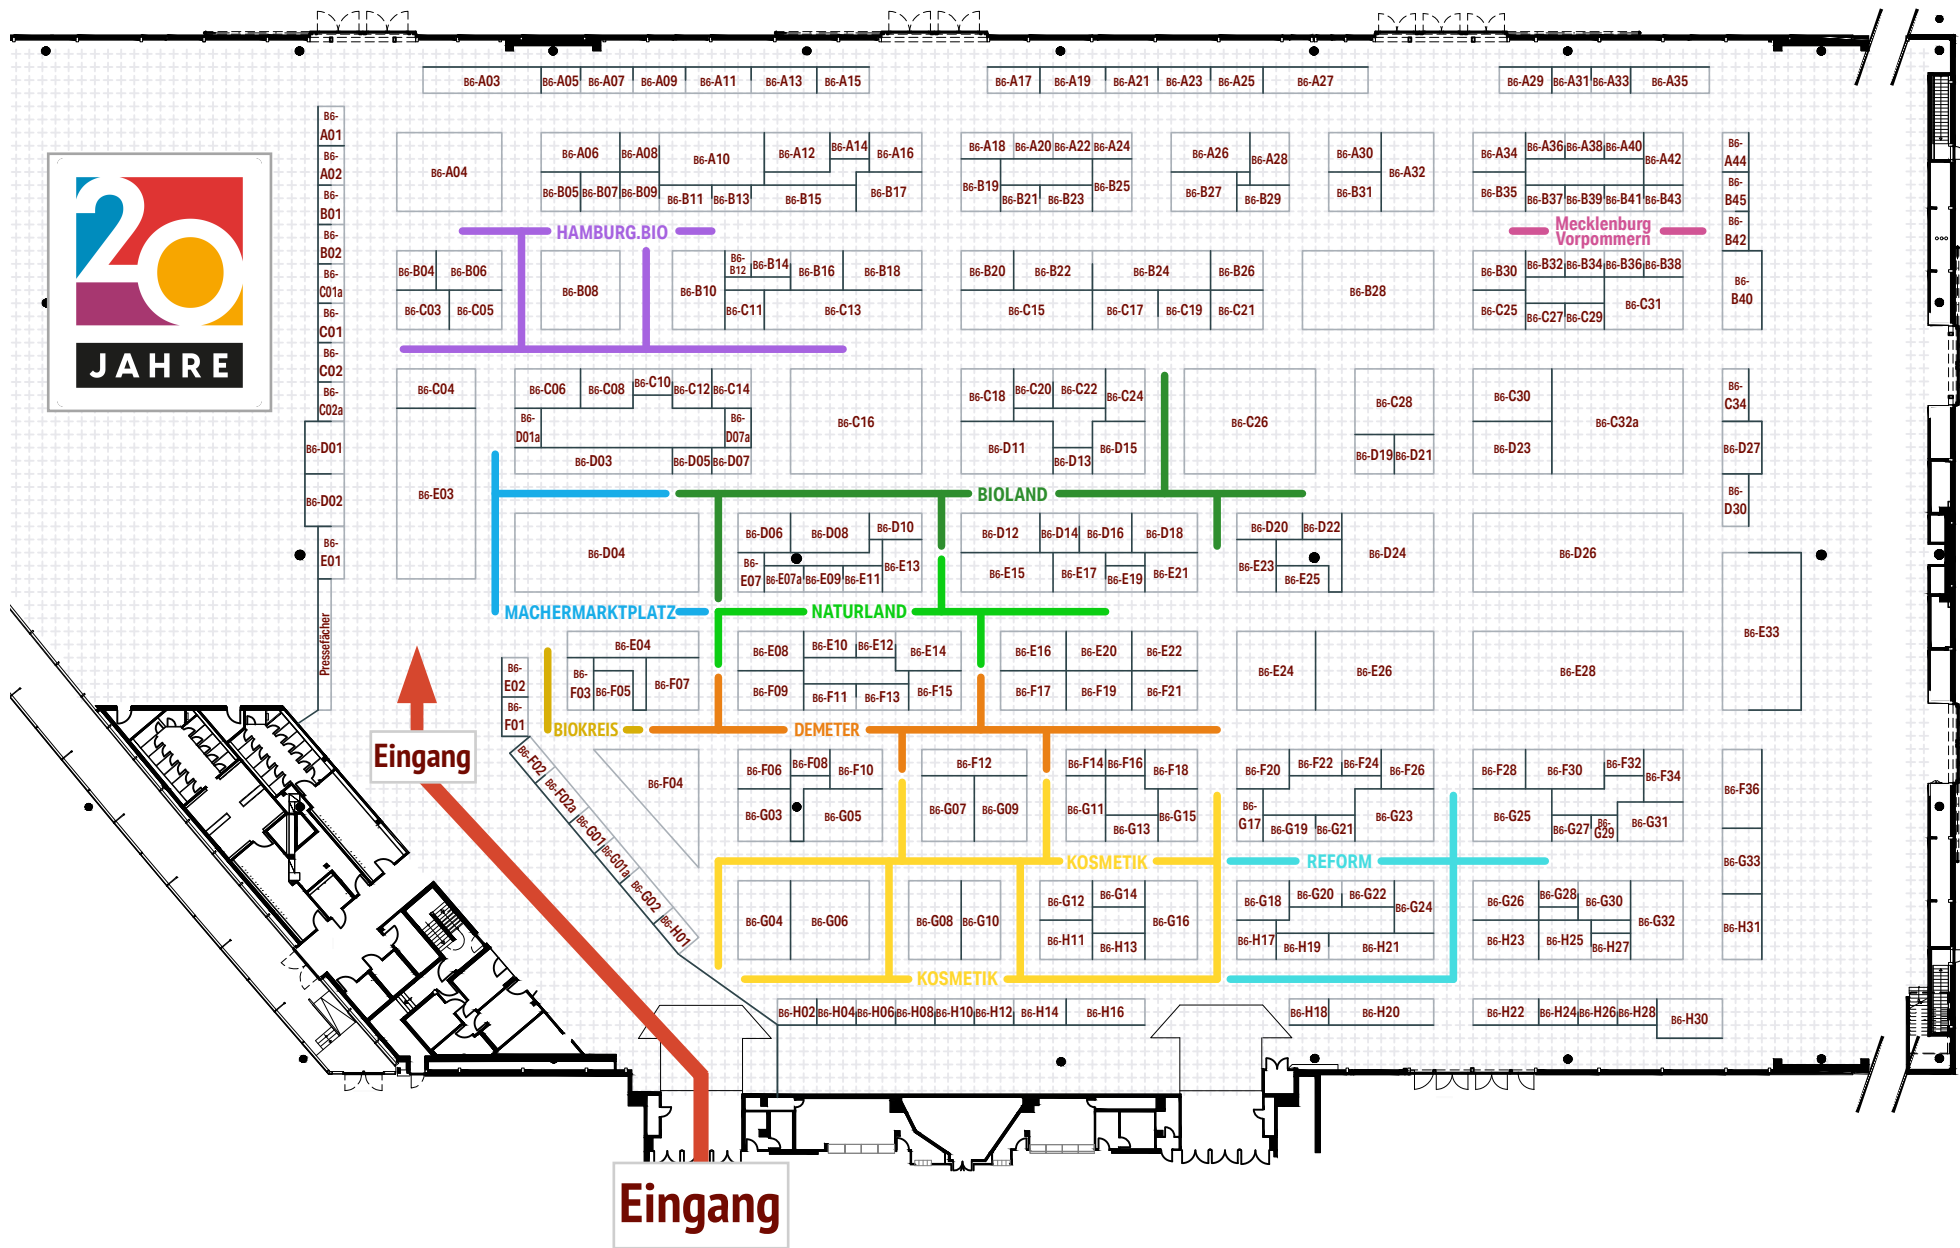 B6-A03 B6-A05 B6-A07 B6-A09 B6-A11 B6-A13 B6-A15 B6-A17 B6-A19 B6-A21 B6-A23 B6-A25 B6-A27 B6-A29 B6-A31 B6-A33 B6-A35
B6-
A01
B6-
A02
B6-
B01
B6-
B02
B6-
C01a
B6-
C01
B6-
C02
B6-
C02a
B6-D01
B6-D02
B6-
E01
Pressefächer
20
JAHRE
B6-A04 B6-A06 B6-A08 B6-A10 B6-A12 B6-A14 B6-A16 B6-A18 B6-A20 B6-A22 B6-A24 B6-A26 B6-A28 B6-A30 B6-A32 B6-A34 B6-A36 B6-A38 B6-A40 B6-A42
B6-
A44
B6-B05 B6-B07 B6-B09 B6-B11 B6-B13 B6-B15 B6-B17 B6-B19 B6-B21 B6-B23 B6-B25 B6-B27 B6-B29 B6-B31 B6-B35 B6-B37 B6-B39 B6-B41 B6-B43
B6-
B45
B6-
B42
HAMBURG.BIO
Mecklenburg
Vorpommern
B6-B04 B6-B06 B6-B08 B6-B10
B6-
B12
B6-B14 B6-B16 B6-B18 B6-B20 B6-B22 B6-B24 B6-B26 B6-B28 B6-B30 B6-B32 B6-B34 B6-B36 B6-B38
B6-
B40
B6-C03 B6-C05 B6-C11 B6-C13 B6-C15 B6-C17 B6-C19 B6-C21 B6-C25 B6-C27 B6-C29 B6-C31
B6-C04 B6-C06 B6-C08 B6-C10 B6-C12 B6-C14 B6-C16 B6-C18 B6-C20 B6-C22 B6-C24 B6-C26 B6-C28 B6-C30 B6-C32a
B6-
C34
B6-
D01a
B6-
D07a
B6-D03 B6-D05 B6-D07 B6-D11 B6-D13 B6-D15 B6-D19 B6-D21 B6-D23 B6-D27
B6-
D30
B6-E03
BIOLAND
B6-D04 B6-D06 B6-D08 B6-D10 B6-D12 B6-D14 B6-D16 B6-D18 B6-D20 B6-D22 B6-D24 B6-D26
B6-
E07
B6-E07a B6-E09 B6-E11 B6-E13 B6-E15 B6-E17 B6-E19 B6-E21 B6-E23 B6-E25
MACHERMARKTPLATZ
NATURLAND
B6-
E02
B6-
F01
B6-E04 B6-E08 B6-E10 B6-E12 B6-E14 B6-E16 B6-E20 B6-E22 B6-E24 B6-E26 B6-E28 B6-E33
B6-
F03
B6-F05 B6-F07 B6-F09 B6-F11 B6-F13 B6-F15 B6-F17 B6-F19 B6-F21
BIOKREIS
DEMETER
Eingang
B6-F02
B6-F02a
B6-G01
B6-G01a
B6-G02
B6-H01
B6-F04 B6-F06 B6-F08 B6-F10 B6-F12 B6-F14 B6-F16 B6-F18 B6-F20 B6-F22 B6-F24 B6-F26 B6-F28 B6-F30 B6-F32 B6-F34 B6-F36
B6-G03 B6-G05 B6-G07 B6-G09 B6-G11 B6-G13 B6-G15
B6-
G17
B6-G19 B6-G21 B6-G23 B6-G25 B6-G27
B6-
G29
B6-G31 B6-G33
KOSMETIK
REFORM
B6-G04 B6-G06 B6-G08 B6-G10 B6-G12 B6-G14 B6-G16 B6-G18 B6-G20 B6-G22 B6-G24 B6-G26 B6-G28 B6-G30 B6-G32
B6-H11 B6-H13 B6-H17 B6-H19 B6-H21 B6-H23 B6-H25 B6-H27 B6-H31
KOSMETIK
B6-H02 B6-H04 B6-H06 B6-H08 B6-H10 B6-H12 B6-H14 B6-H16 B6-H18 B6-H20 B6-H22 B6-H24 B6-H26 B6-H28 B6-H30
Eingang